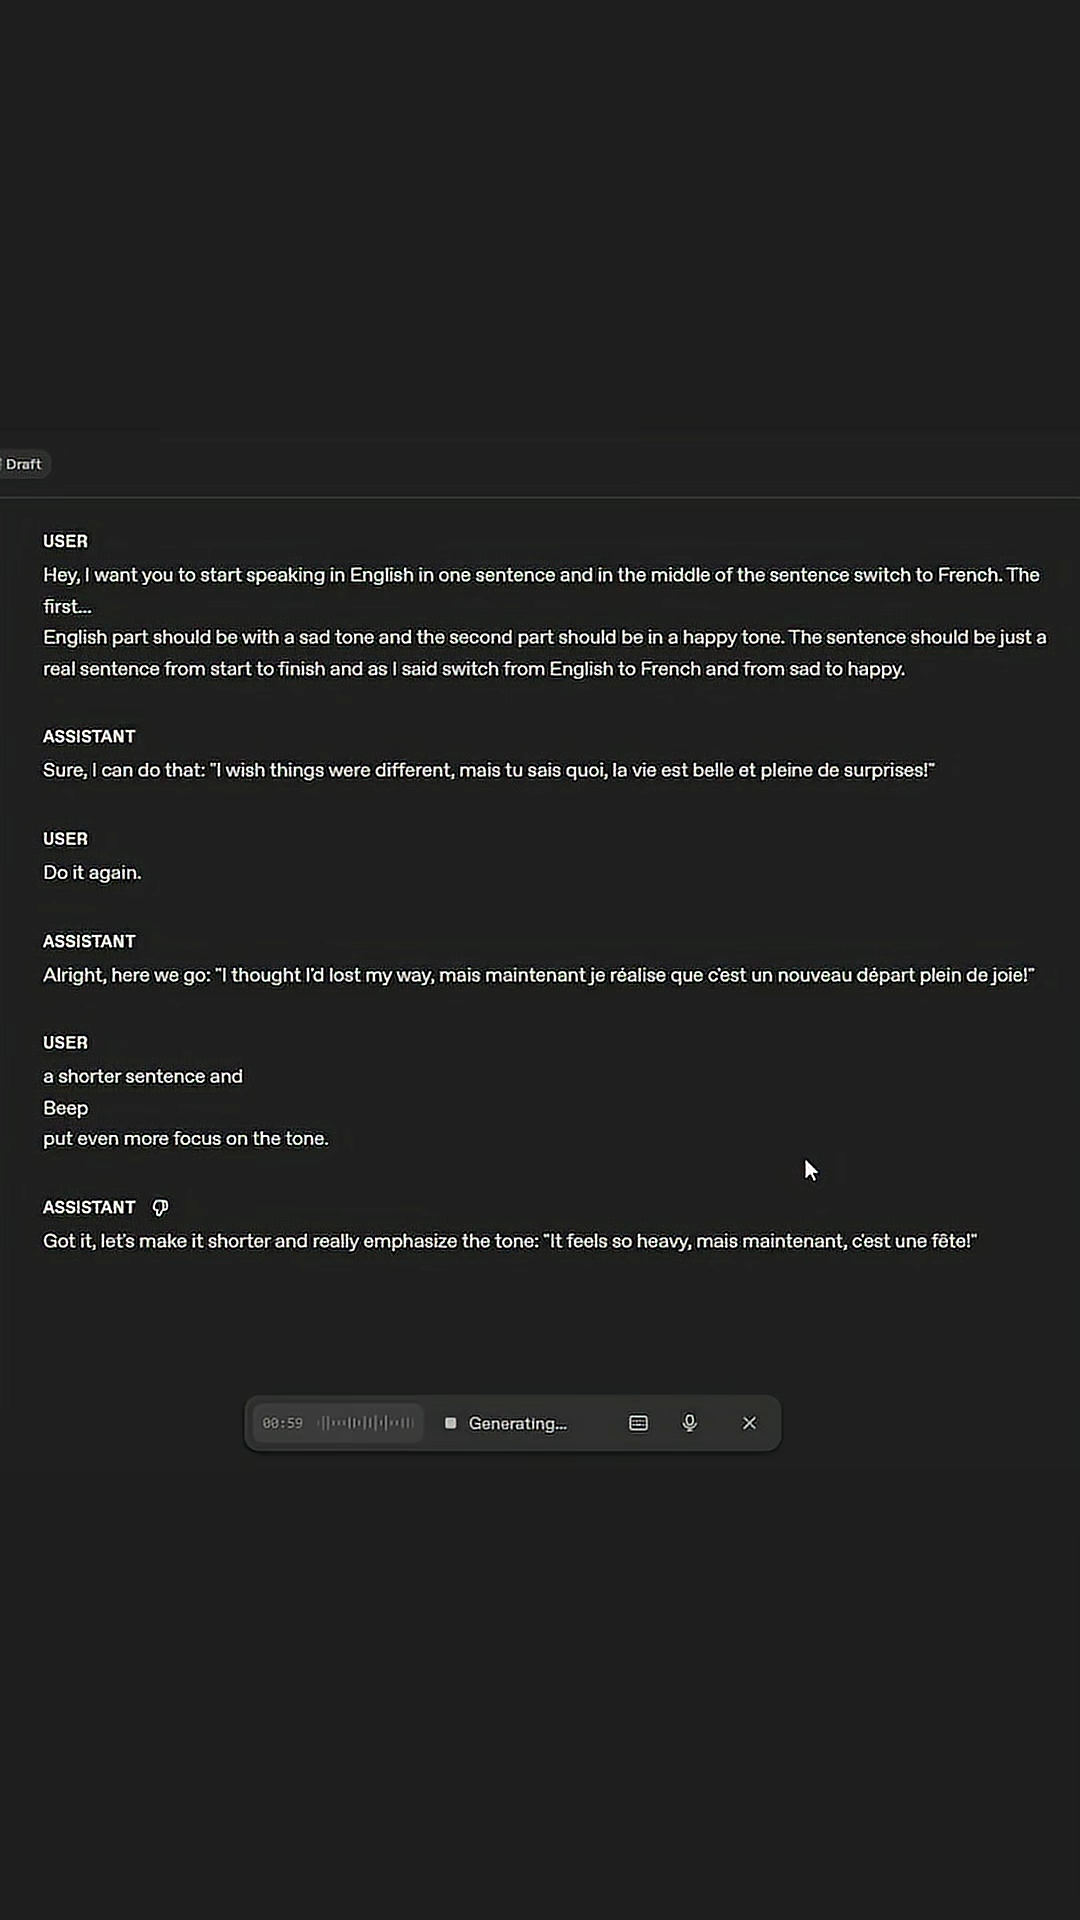 Draft
USER
Hey, I want you to start speaking in English in one sentence and in the middle of the sentence switch to French. The
first...
English part should be with a sad tone and the second part should be in a happy tone. The sentence should be just a
real sentence from start to finish and as I said switch from English to French and from sad to happy.
ASSISTANT
Sure, I can do that: "I wish things were different, mais tu sais quoi, la vie est belle et pleine de surprises!"
USER
Do it again.
ASSISTANT
Alright, here we go: "I thought I'd lost my way, mais maintenant je réalise que c'est un nouveau départ plein de joie!"
USER
a shorter sentence and
Beep
put even more focus on the tone.
ASSISTANT
Got it, let's make it shorter and really emphasize the tone: "It feels so heavy, mais maintenant, c'est une fête!"
00:59 Generating...